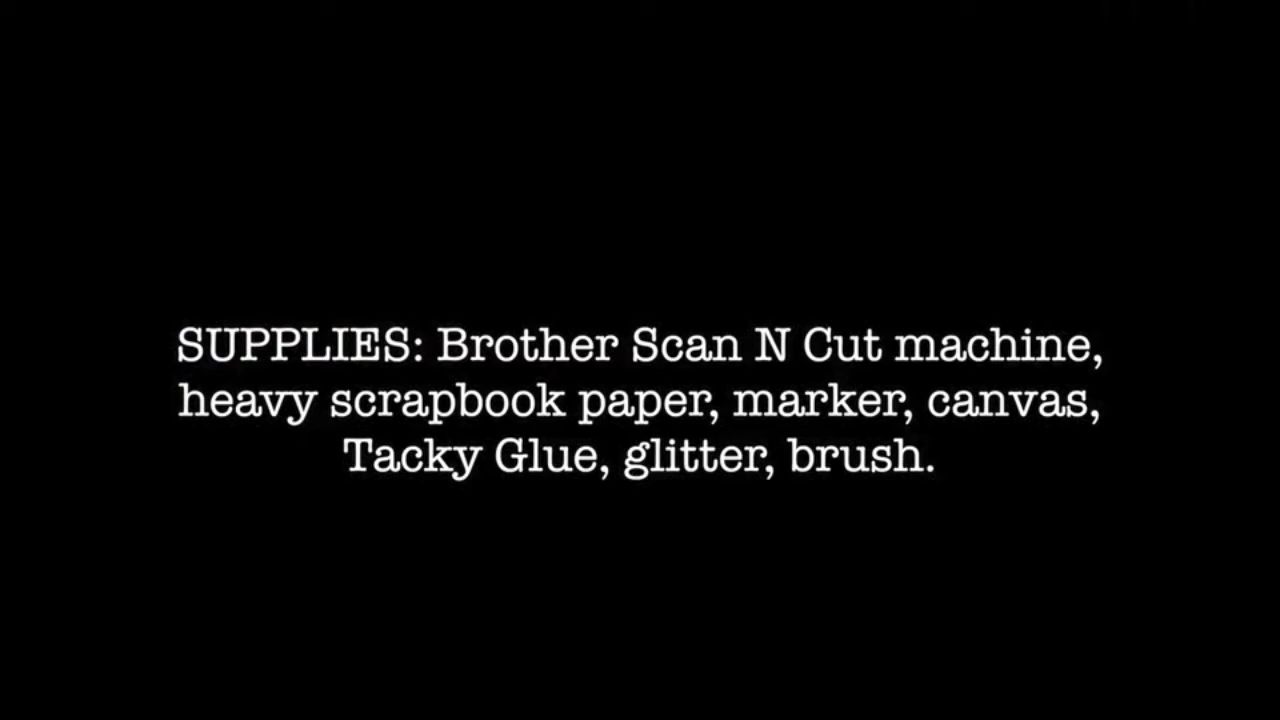 SUPPLIES: Brother Scan N Cut machine,
heavy scrapbook paper, marker, canvas,
Tacky Glue, glitter, brush.